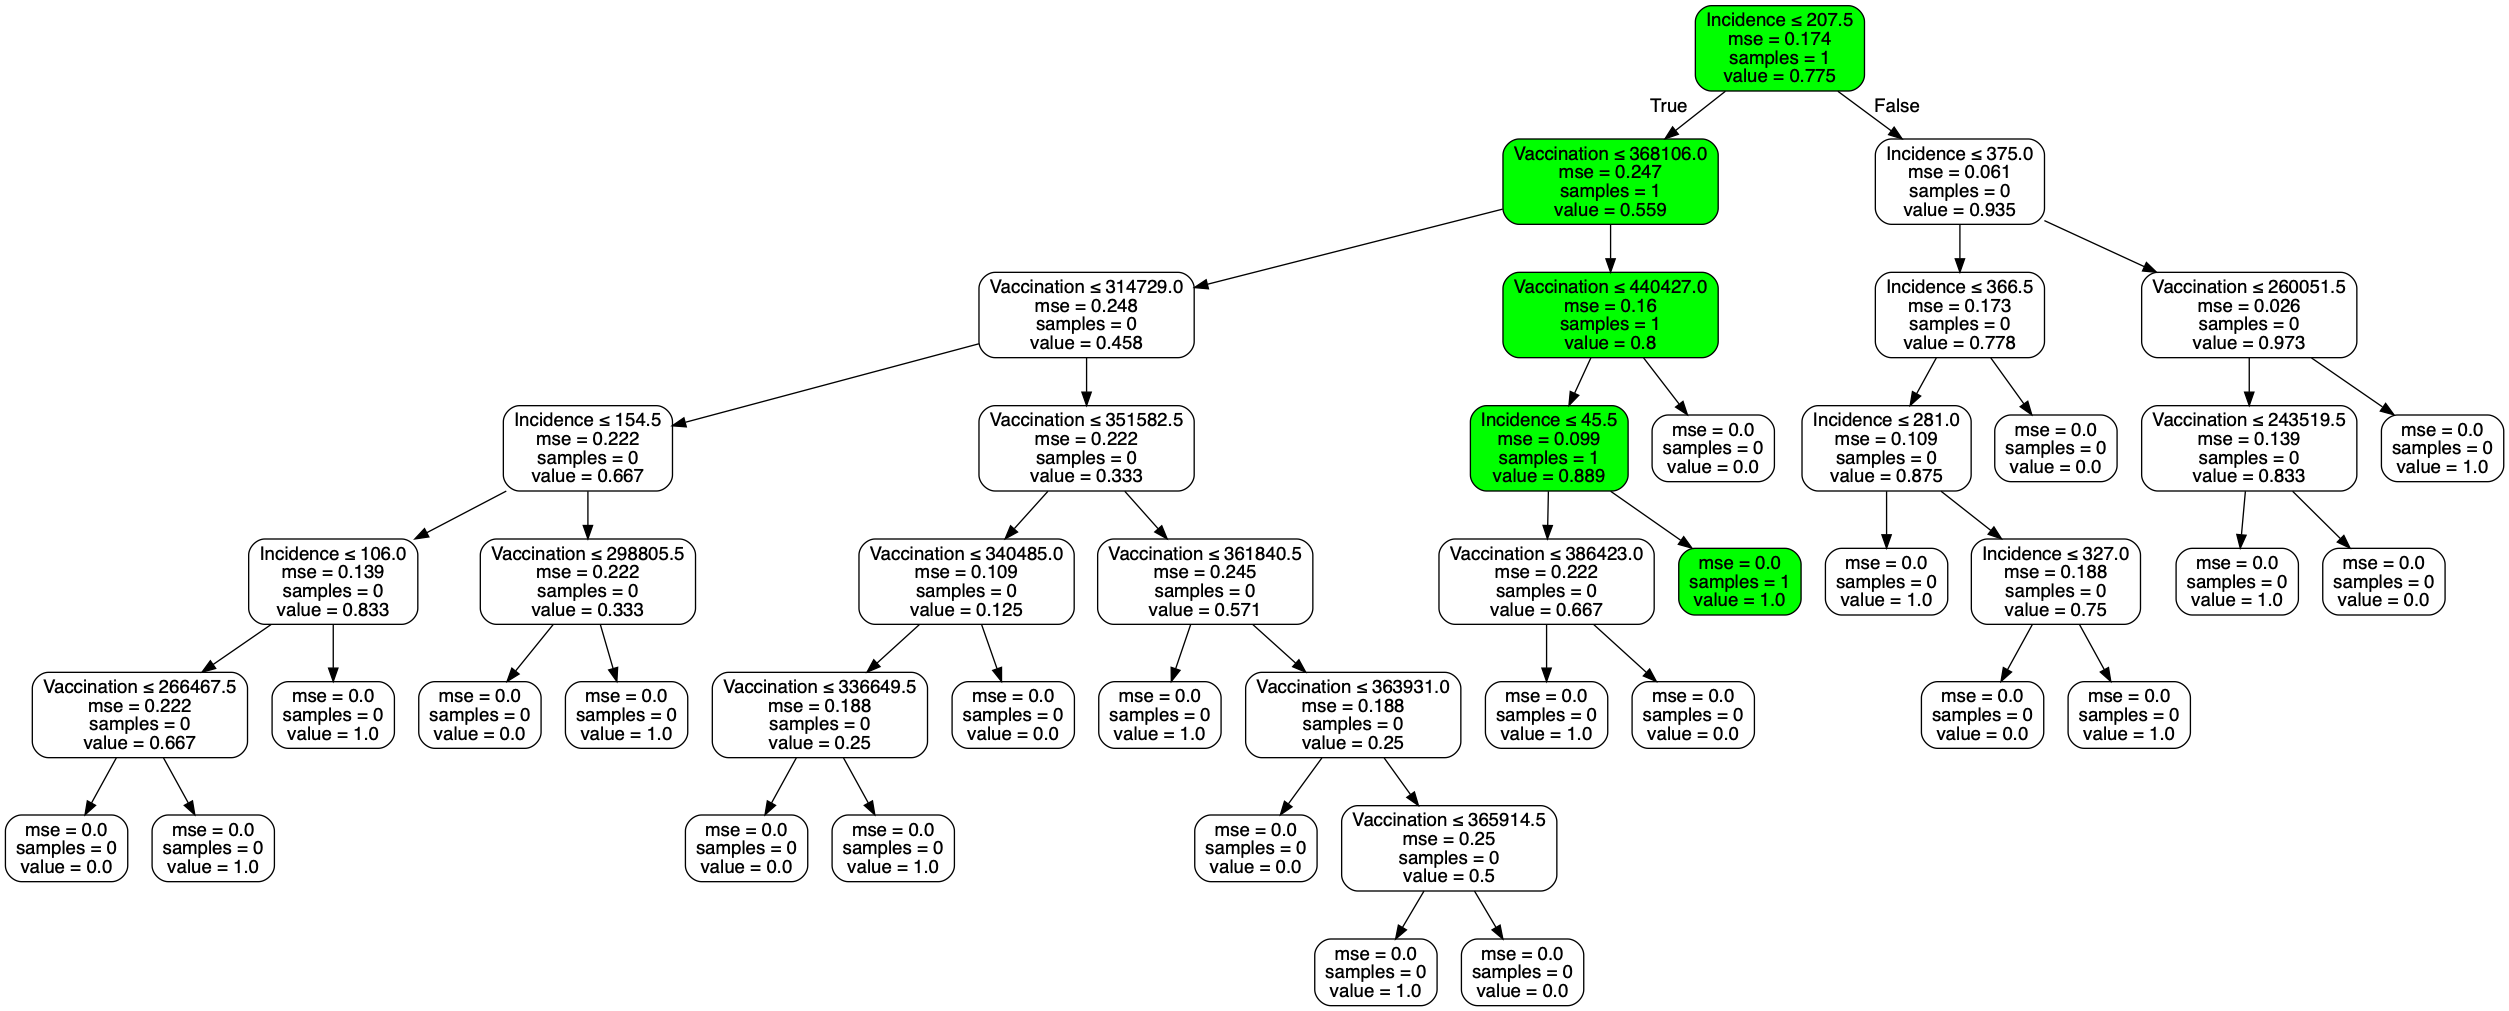 Incidence ≤ 207.5
mse = 0.174
samples = 1
value = 0.775
True
False
Vaccination ≤ 368106.0
mse = 0.247
samples = 1
value = 0.559
Incidence ≤ 375.0
mse = 0.061
samples = 0
value = 0.935
Vaccination ≤ 314729.0
mse = 0.248
samples = 0
value = 0.458
Vaccination ≤ 440427.0
mse = 0.16
samples = 1
value = 0.8
Incidence ≤ 366.5
mse = 0.173
samples = 0
value = 0.778
Vaccination ≤ 260051.5
mse = 0.026
samples = 0
value = 0.973
Incidence ≤ 154.5
mse = 0.222
samples = 0
value = 0.667
Vaccination ≤ 351582.5
mse = 0.222
samples = 0
value = 0.333
Incidence ≤ 45.5
mse = 0.099
samples = 1
value = 0.889
mse = 0.0
samples = 0
value = 0.0
Incidence ≤ 281.0
mse = 0.109
samples = 0
value = 0.875
mse = 0.0
samples = 0
value = 0.0
Vaccination ≤ 243519.5
mse = 0.139
samples = 0
value = 0.833
mse = 0.0
samples = 0
value = 1.0
Incidence ≤ 106.0
mse = 0.139
samples = 0
value = 0.833
Vaccination ≤ 298805.5
mse = 0.222
samples = 0
value = 0.333
Vaccination ≤ 340485.0
mse = 0.109
samples = 0
value = 0.125
Vaccination ≤ 361840.5
mse = 0.245
samples = 0
value = 0.571
Vaccination ≤ 386423.0
mse = 0.222
samples = 0
value = 0.667
mse = 0.0
samples = 1
value = 1.0
mse = 0.0
samples = 0
value = 1.0
Incidence ≤ 327.0
mse = 0.188
samples = 0
value = 0.75
mse = 0.0
samples = 0
value = 1.0
mse = 0.0
samples = 0
value = 0.0
Vaccination ≤ 266467.5
mse = 0.222
samples = 0
value = 0.667
mse = 0.0
samples = 0
value = 1.0
mse = 0.0
samples = 0
value = 0.0
mse = 0.0
samples = 0
value = 1.0
Vaccination ≤ 336649.5
mse = 0.188
samples = 0
value = 0.25
mse = 0.0
samples = 0
value = 0.0
mse = 0.0
samples = 0
value = 1.0
Vaccination ≤ 363931.0
mse = 0.188
samples = 0
value = 0.25
mse = 0.0
samples = 0
value = 1.0
mse = 0.0
samples = 0
value = 0.0
mse = 0.0
samples = 0
value = 0.0
mse = 0.0
samples = 0
value = 1.0
mse = 0.0
samples = 0
value = 0.0
mse = 0.0
samples = 0
value = 1.0
mse = 0.0
samples = 0
value = 0.0
mse = 0.0
samples = 0
value = 1.0
mse = 0.0
samples = 0
value = 0.0
Vaccination ≤ 365914.5
mse = 0.25
samples = 0
value = 0.5
mse = 0.0
samples = 0
value = 1.0
mse = 0.0
samples = 0
value = 0.0